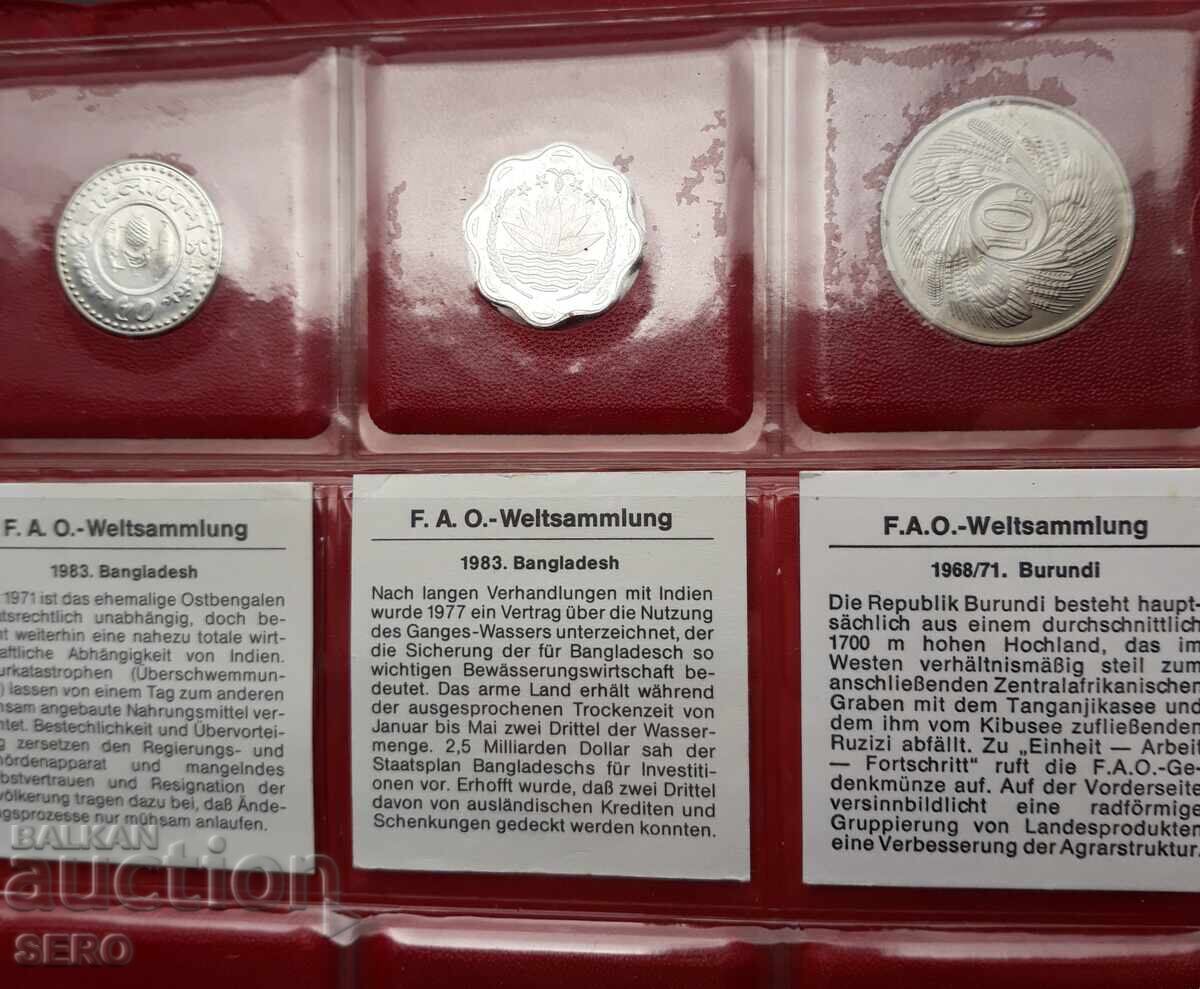 10
F.
F. A. O.-Weltsammlung
1983. Bangladesh
1971 ist das ehemalige Ostbengalen
unabhängig, doch be-
weiterhin eine nahezu totale wirt-
Abhängigkeit von Indien.
(Überschwemmun-
) lassen von einem Tag zum anderen
angebaute Nahrungsmittel ver-
Bestechlichkeit und Übervortei-
zersetzen den Regierungs- und
und mangelndes
und Resignation der
tragen dazu bei, daß Ände-
nur mühsam anlaufen.
F. A. O.-Weltsammlung
1983. Bangladesh
Nach langen Verhandlungen mit Indien
wurde 1977 ein Vertrag über die Nutzung
des Ganges-Wassers unterzeichnet, der
die Sicherung der für Bangladesch so
wichtigen Bewässerungswirtschaft be-
deutet. Das arme Land erhält während
der ausgesprochenen Trockenzeit von
Januar bis Mai zwei Drittel der Wasser-
menge. 2,5 Milliarden Dollar sah der
Staatsplan Bangladeschs für Investiti-
onen vor. Erhofft wurde, daß zwei Drittel
davon von ausländischen Krediten und
Schenkungen gedeckt werden konnten.
F.A.O.-Weltsammlung
1968/71. Burundi
Die Republik Burundi besteht haupt-
sächlich aus einem durchschnittlich
1700 m hohen Hochland, das im
Westen verhältnismäßig steil zum
anschließenden Zentralafrikanischen
Graben mit dem Tanganjikasee und
dem ihm vom Kibusee zufließenden
Ruzizi abfällt. Zu „Einheit — Arbeit
— Fortschritt" ruft die F.A.O.-Ge-
denkmünze auf. Auf der Vorderseite
versinnbildlicht eine radförmige
Gruppierung von Landesprodukten
eine Verbesserung der Agrarstruktur.
BALKAN
auction
SERO